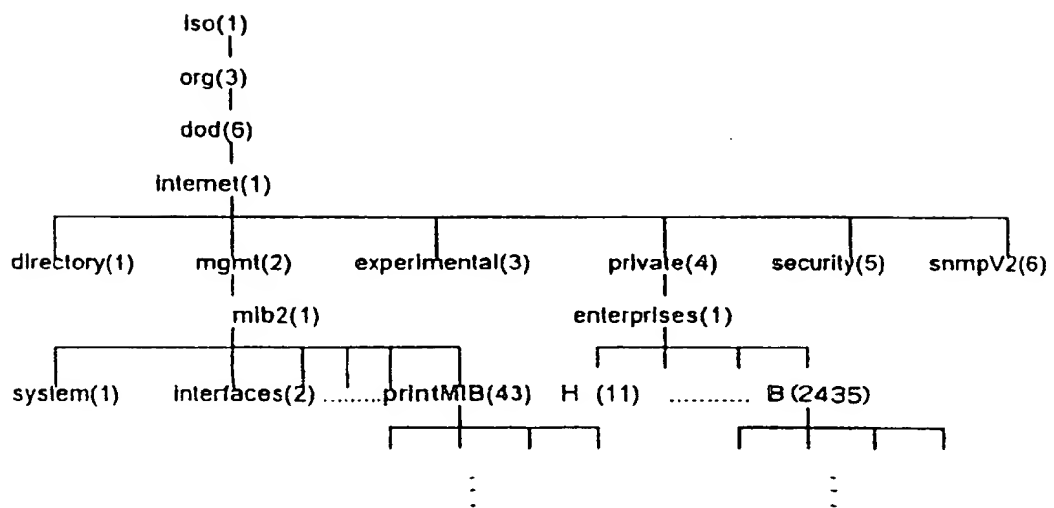 iso(1)
org(3)
dod(6)
internet(1)
directory(1) mgmt(2) experimental(3) private(4) security(5) snmpV2(6)
mib2(1) enterprises(1)
system(1) interfaces(2) ......... printMIB(43) H (11) ........... B(2435)